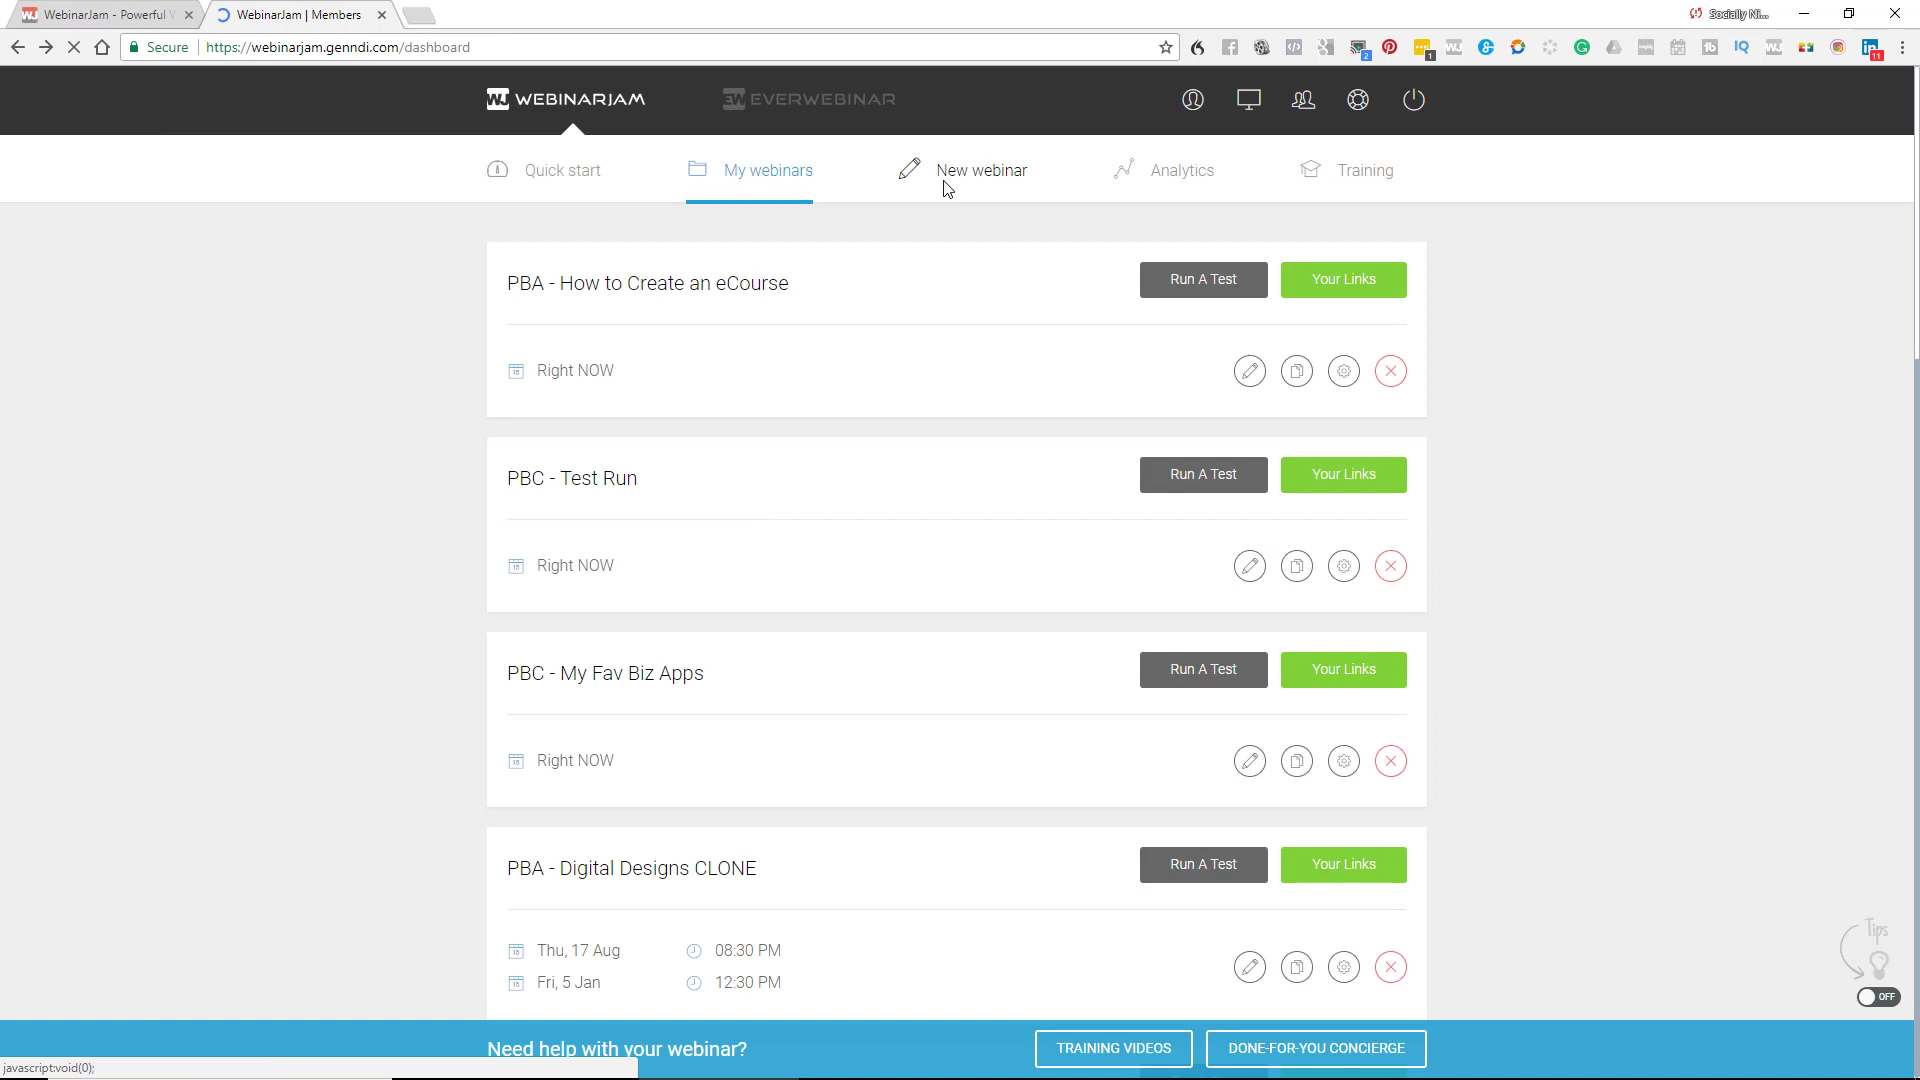 WebinarJam - Powerful
WebinarJam | Members
Socially Ni...
Secure
https://webinarjam.genndi.com/dashboard
WJ WEBINARJAM
EW EVERWEBINAR
Quick start
My webinars
New webinar
Analytics
Training
PBA - How to Create an eCourse
Run A Test
Your Links
Right NOW
PBC - Test Run
Run A Test
Your Links
Right NOW
PBC - My Fav Biz Apps
Run A Test
Your Links
Right NOW
PBA - Digital Designs CLONE
Run A Test
Your Links
Thu, 17 Aug
08:30 PM
Fri, 5 Jan
12:30 PM
Tips
OFF
Need help with your webinar?
TRAINING VIDEOS
DONE-FOR-YOU CONCIERGE
javascript:void(0);